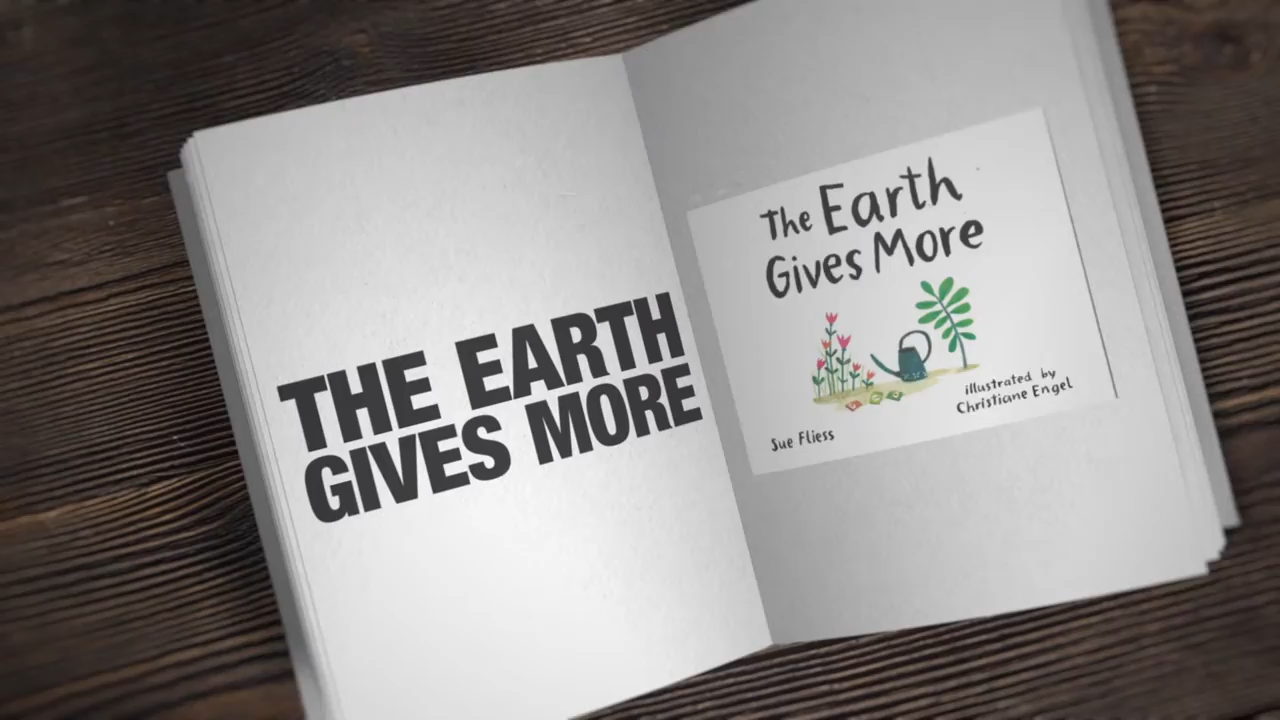 THE EARTH
GIVES MORE
The Earth
Gives More
illustrated by
Christiane Engel
Sue Fliess